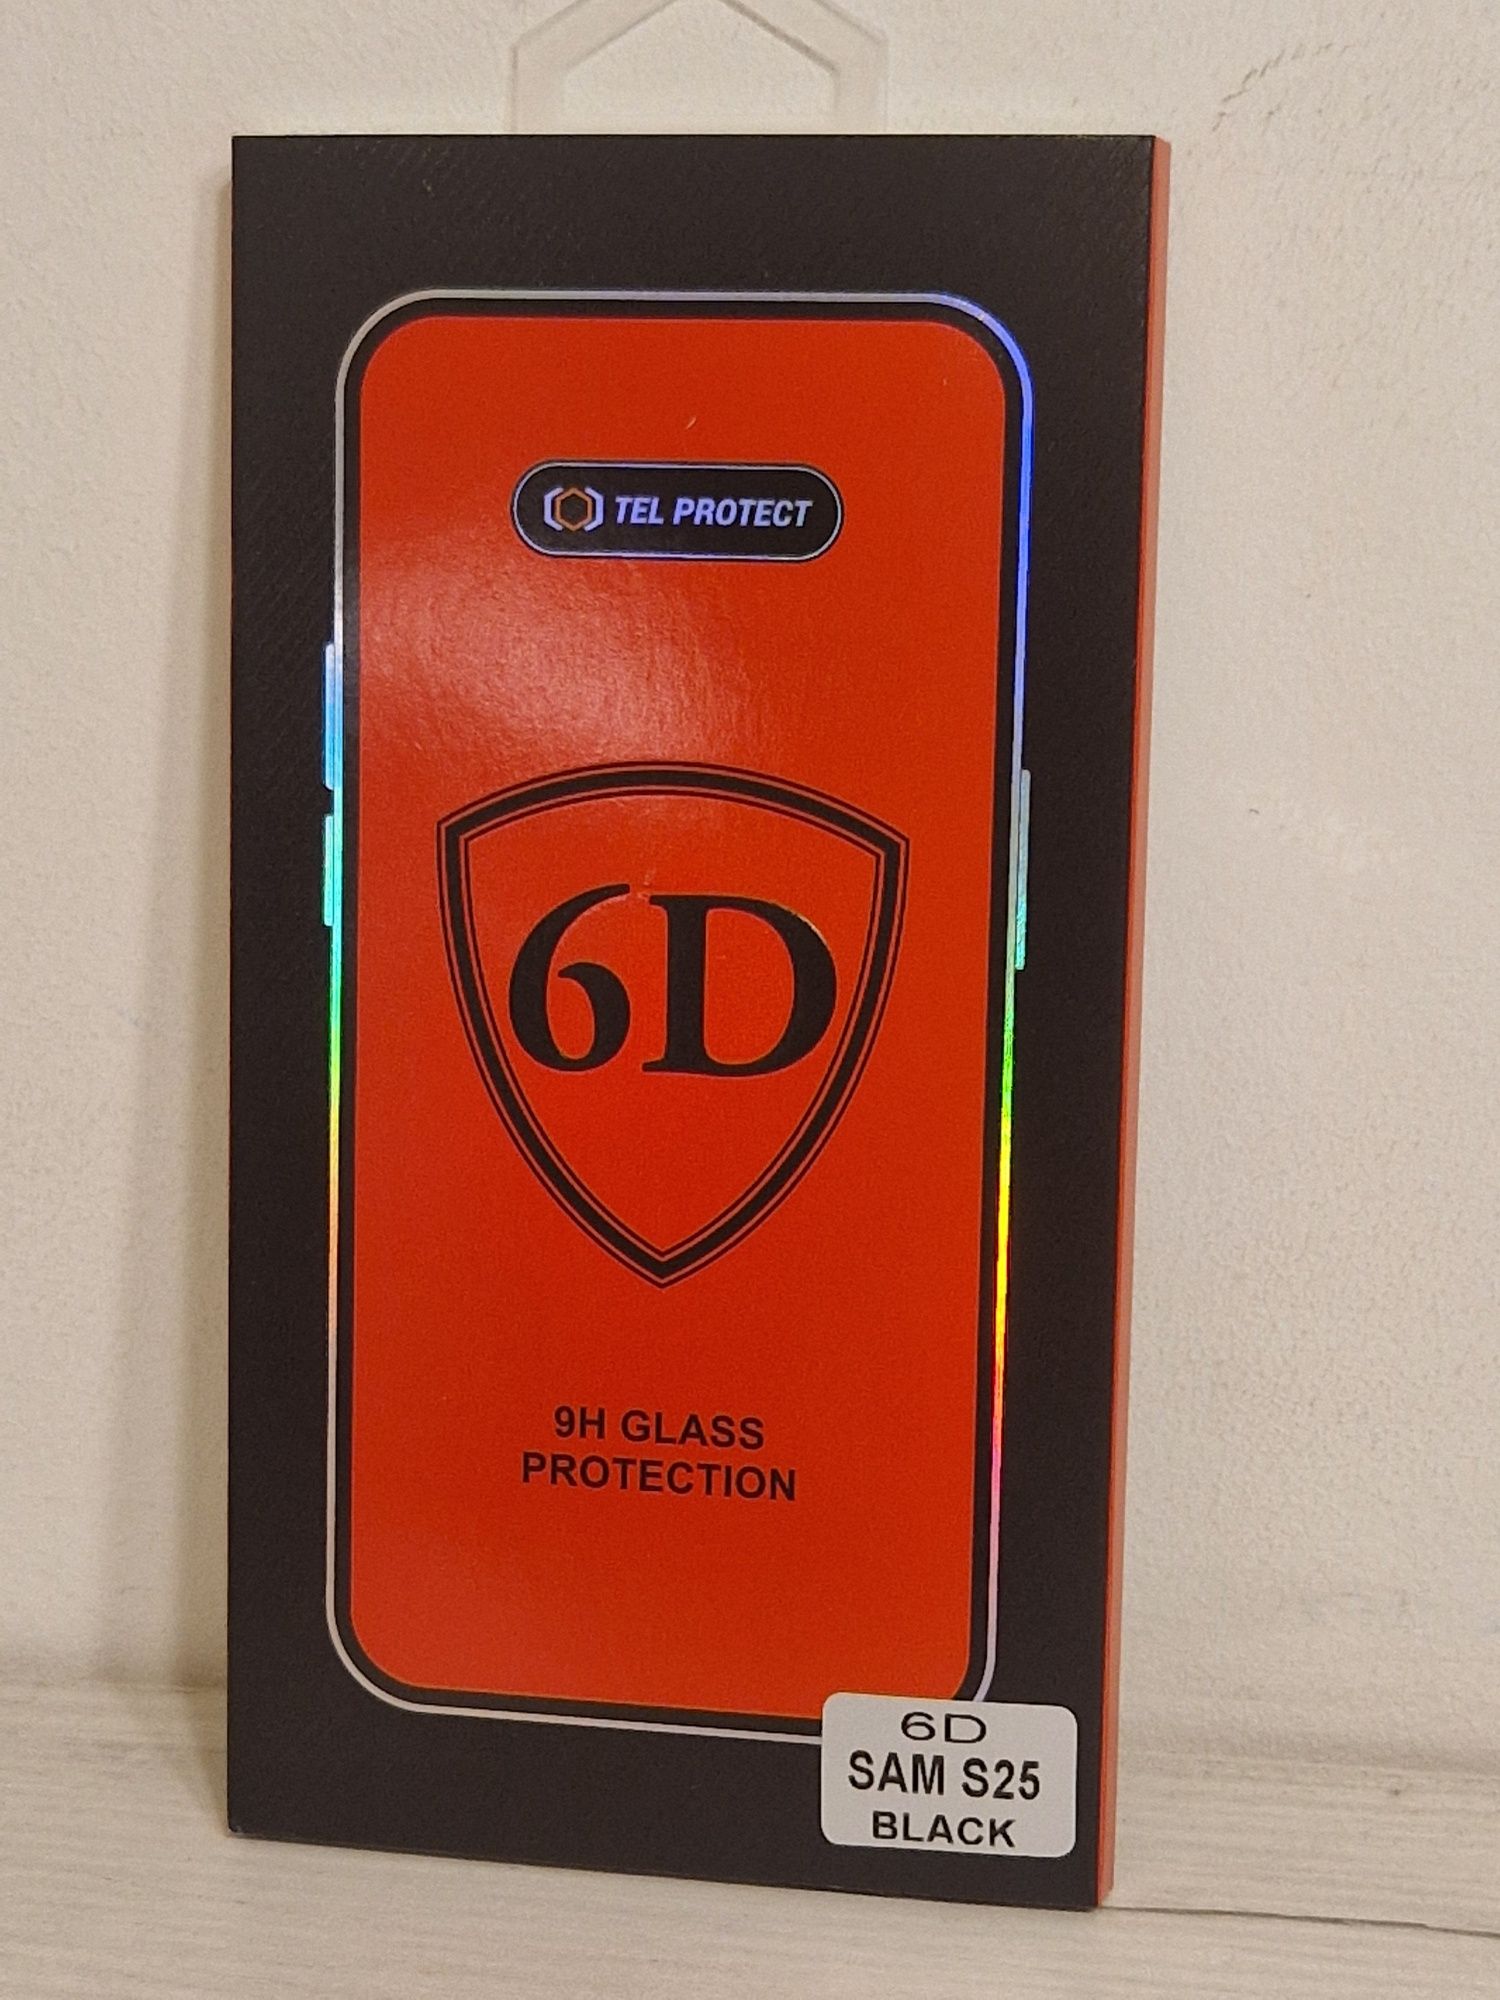 TEL PROTECT
6D
9H GLASS
PROTECTION
6D
SAM S25
BLACK